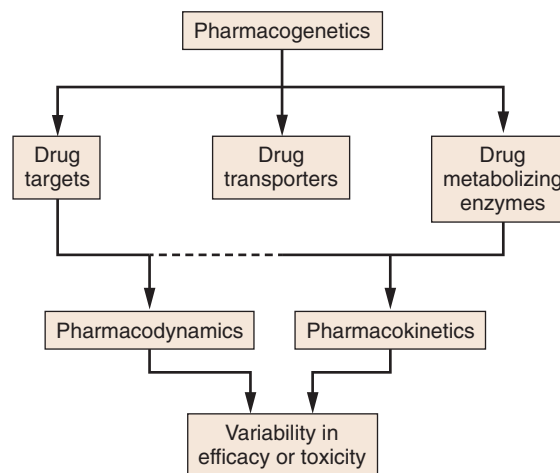 Pharmacogenetics
Drug
targets
Drug
transporters
Drug
metabolizing
enzymes
Pharmacodynamics
Pharmacokinetics
Variability in
efficacy or toxicity